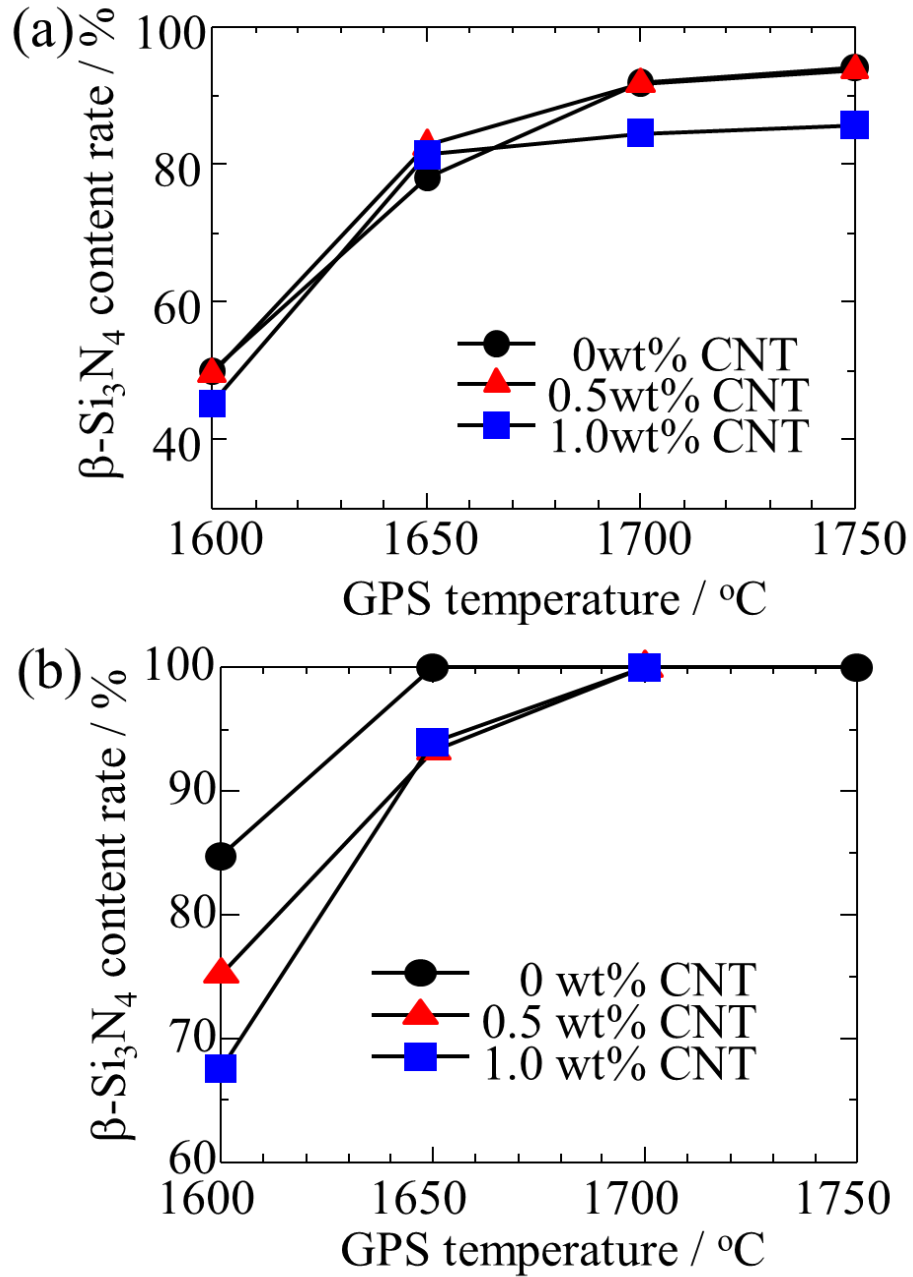 (a)
β-Si₃N₄ content rate / %
100
80
60
40
0wt% CNT
0.5wt% CNT
1.0wt% CNT
1600 1650 1700 1750
GPS temperature / °C
(b)
β-Si₃N₄ content rate / %
100
90
80
70
60
0 wt% CNT
0.5 wt% CNT
1.0 wt% CNT
1600 1650 1700 1750
GPS temperature / °C